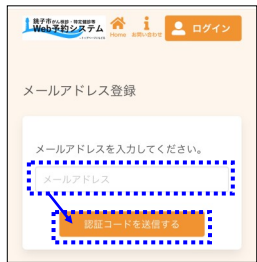 銚子市がん検診・特定健診等
Web予約システム
Home
お問い合わせ
ログイン
メールアドレス登録
メールアドレスを入力してください。
メールアドレス
認証コードを送信する